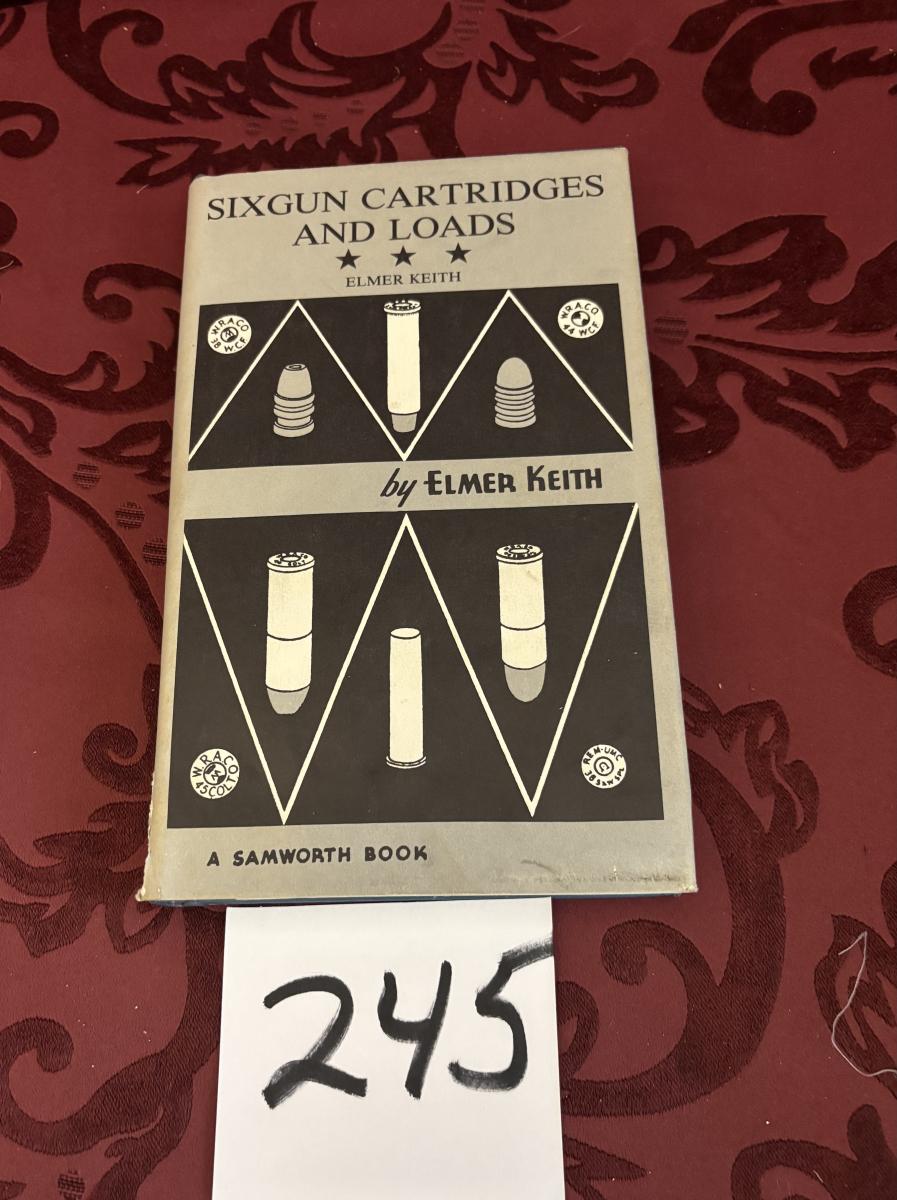 SIXGUN CARTRIDGES
AND LOADS
ELMER KEITH
W.R.A.CO
38 W.C.F.
W.R.A.CO
44 W.C.F.
by ELMER KEITH
W.R.A.CO.
45 COLT
REM-UMC
38 S&W SPL
A SAMWORTH BOOK
245